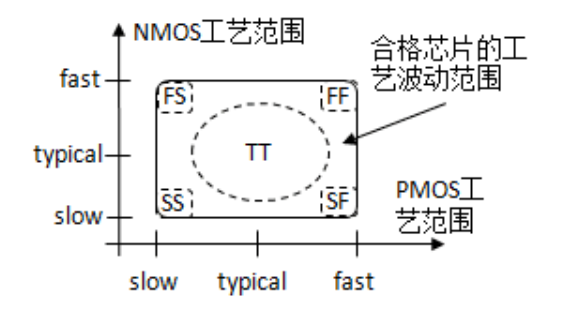 NMOS工艺范围
合格芯片的工
艺波动范围
fast
FS
FF
typical
TT
SS
SF
PMOS工
艺范围
slow
slow
typical
fast